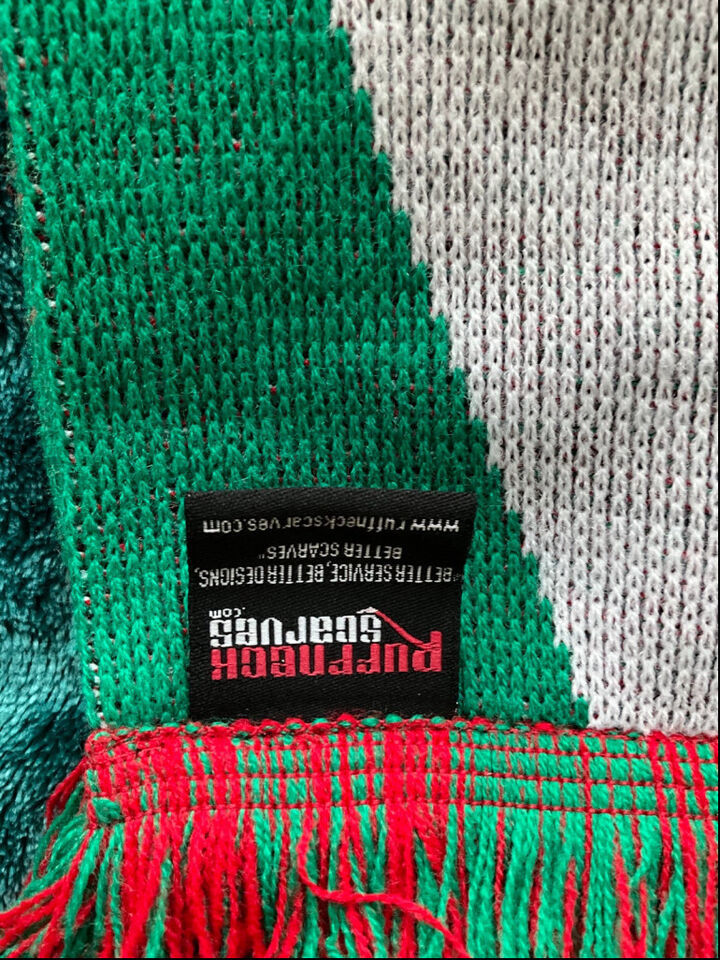 RUFFNECK
scarves
.com
"BETTER SERVICE, BETTER DESIGNS,
BETTER SCARVES"
www.ruffneckscarves.com